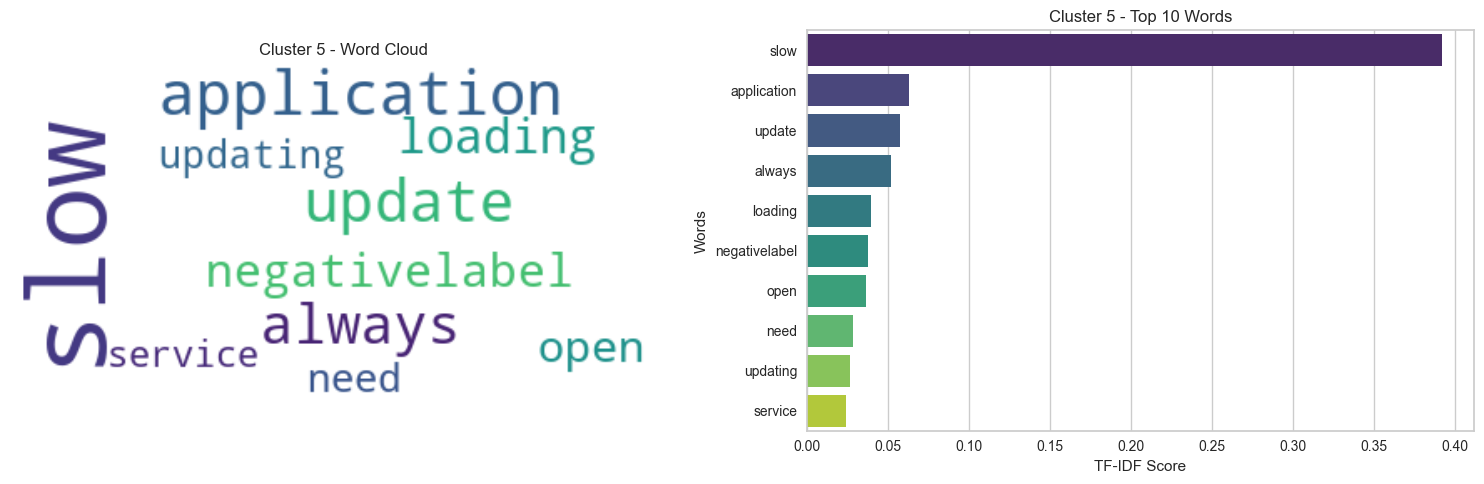 Cluster 5 - Word Cloud
application
loading
updating
slow
update
negativelabel
always
service
open
need
Cluster 5 - Top 10 Words
Words
slow
application
update
always
loading
negativelabel
open
need
updating
service
0.00 0.05 0.10 0.15 0.20 0.25 0.30 0.35 0.40
TF-IDF Score